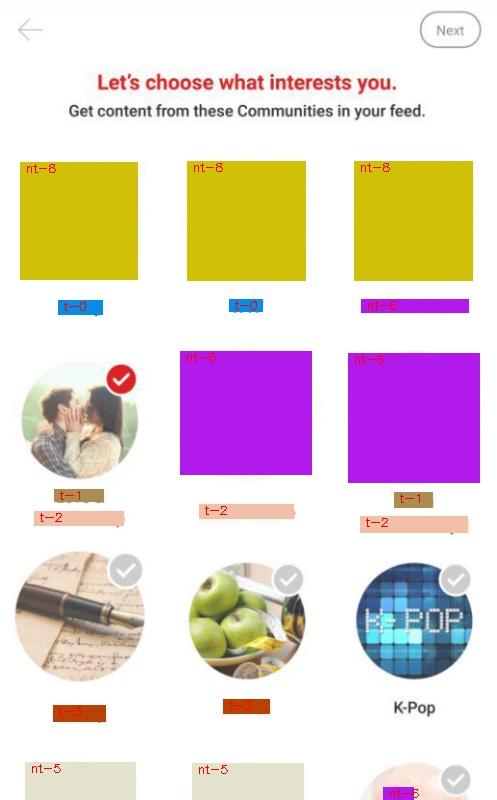 Next
Let's choose what interests you.
Get content from these Communities in your feed.
nt-8
nt-8
nt-8
t-0
t-0
nt-6
nt-6
nt-6
t-1
t-2
t-2
t-1
t-2
K-POP
t-3
t-3
K-Pop
nt-5
nt-5
nt-6